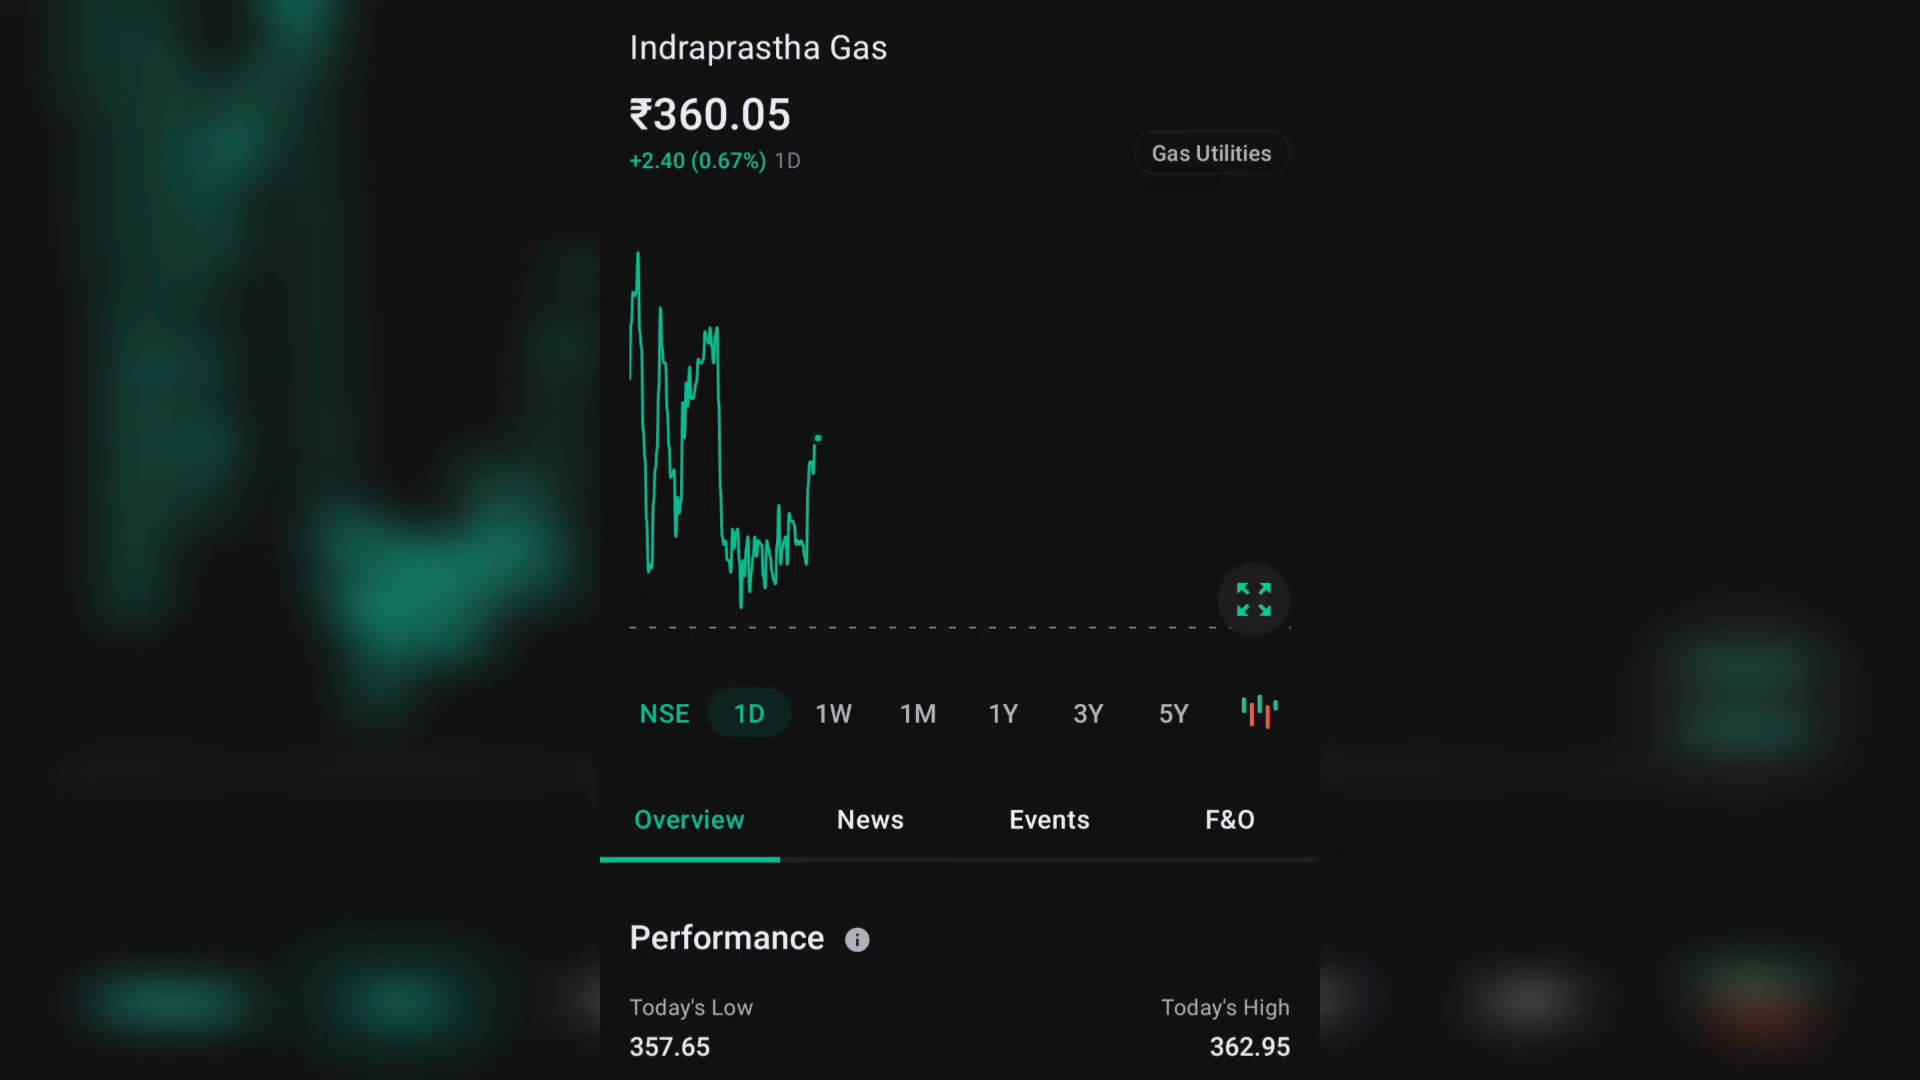 Indraprastha Gas
₹360.05
+2.40 (0.67%) 1D
Gas Utilities
NSE 1D 1W 1M 1Y 3Y 5Y
Overview News Events F&O
Performance
Today's Low Today's High
357.65 362.95